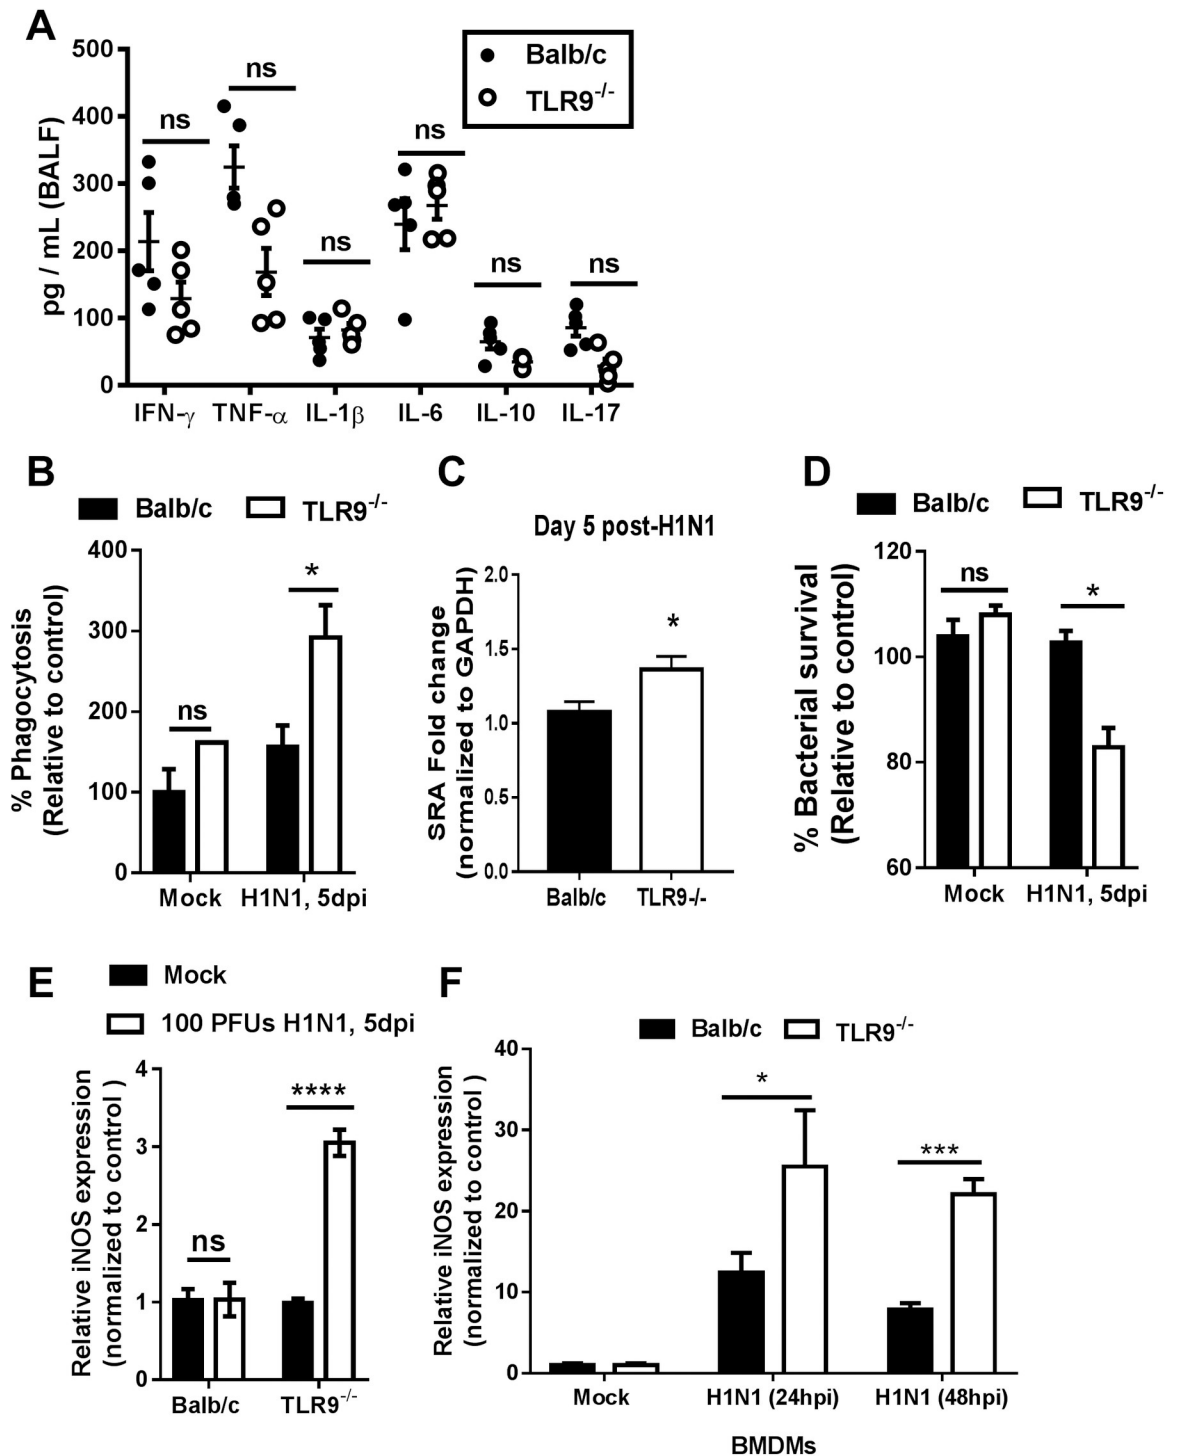 A
500
400
300
200
100
0
pg / mL (BALF)
ns
ns
ns
ns
ns
ns
Balb/c
TLR9-/-
IFN-γ TNF-α IL-1β IL-6 IL-10 IL-17
B
Balb/c TLR9-/-
400
300
200
100
0
% Phagocytosis
(Relative to control)
ns
*
Mock H1N1, 5dpi
C
Day 5 post-H1N1
2.0
1.5
1.0
0.5
0.0
SRA Fold change
(normalized to GAPDH)
*
Balb/c TLR9-/-
D
Balb/c TLR9-/-
120
100
80
60
% Bacterial survival
(Relative to control)
ns
*
Mock H1N1, 5dpi
E
Mock
100 PFUs H1N1, 5dpi
4
3
2
1
0
Relative iNOS expression
(normalized to control )
ns
****
Balb/c TLR9-/-
F
Balb/c TLR9-/-
40
30
20
10
0
Relative iNOS expression
(normalized to control )
*
***
Mock H1N1 (24hpi) H1N1 (48hpi)
BMDMs